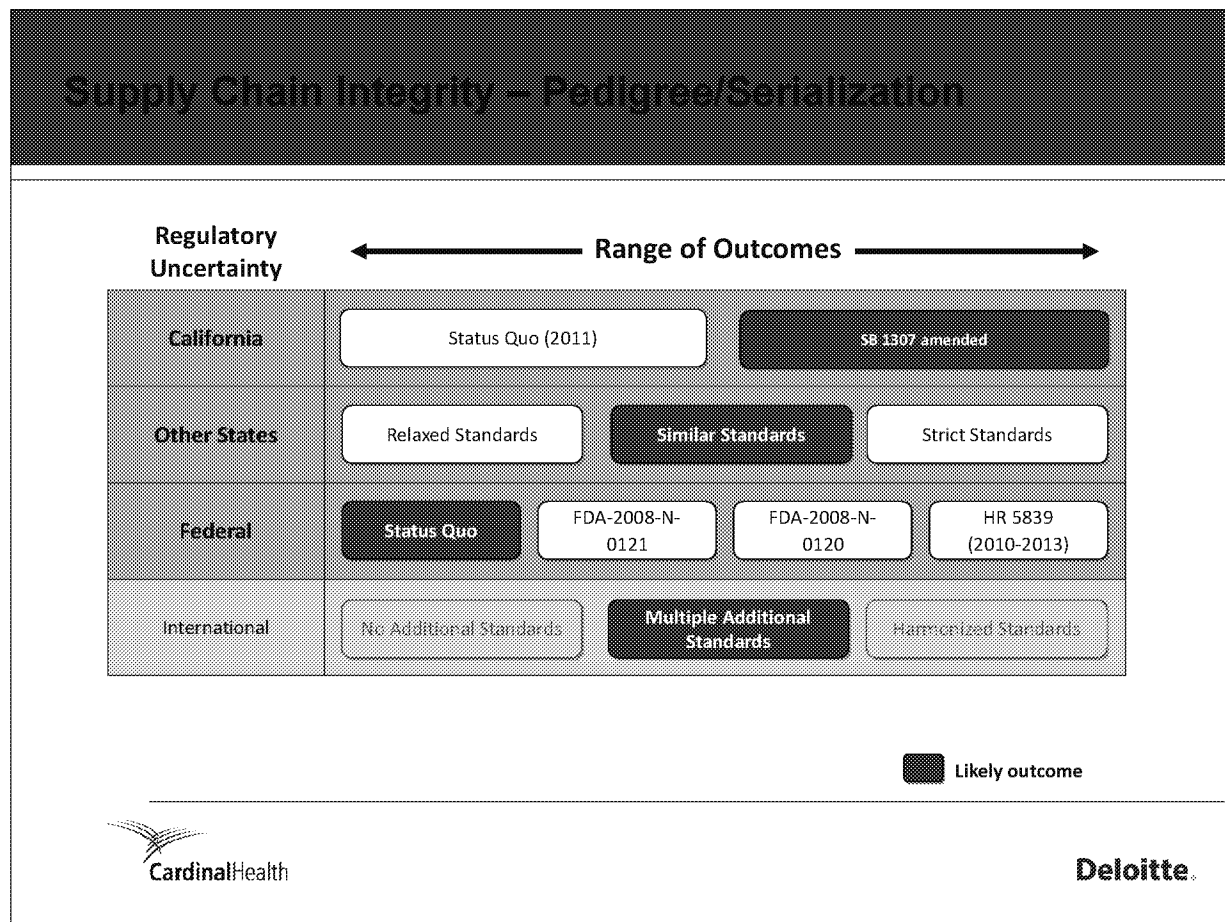 Supply Chain Integrity – Pedigree/Serialization
Regulatory
Uncertainty
Range of Outcomes
California
Status Quo (2011)
SB 1307 amended
Other States
Relaxed Standards
Similar Standards
Strict Standards
Federal
Status Quo
FDA-2008-N-
0121
FDA-2008-N-
0120
HR 5839
(2010-2013)
International
No Additional Standards
Multiple Additional
Standards
Harmonized Standards
Likely outcome
CardinalHealth
Deloitte.